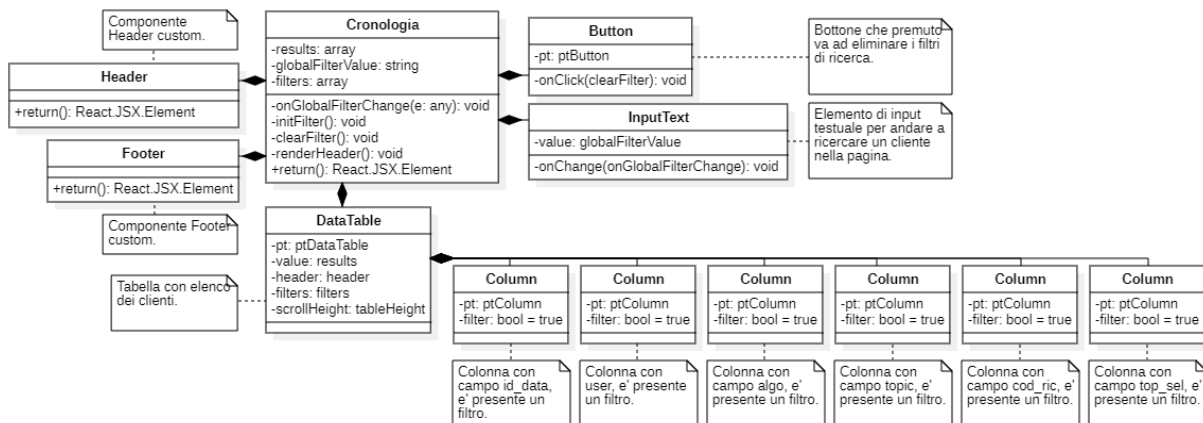 Componente
Header custom.
Header
+return(): React.JSX.Element
Footer
+return(): React.JSX.Element
Componente Footer
custom.
Cronologia
-results: array
-globalFilterValue: string
-filters: array
-onGlobalFilterChange(e: any): void
-initFilter(): void
-clearFilter(): void
-renderHeader(): void
+return(): React.JSX.Element
Button
-pt: ptButton
-onClick(clearFilter): void
Bottone che premuto
va ad eliminare i filtri
di ricerca.
InputText
-value: globalFilterValue
-onChange(onGlobalFilterChange): void
Elemento di input
testuale per andare a
ricercare un cliente
nella pagina.
DataTable
-pt: ptDataTable
-value: results
-header: header
-filters: filters
-scrollHeight: tableHeight
Tabella con elenco
dei clienti.
Column
-pt: ptColumn
-filter: bool = true
Colonna con
campo id_data,
e' presente un
filtro.
Column
-pt: ptColumn
-filter: bool = true
Colonna con
user, e' presente
un filtro.
Column
-pt: ptColumn
-filter: bool = true
Colonna con
campo algo, e'
presente un filtro.
Column
-pt: ptColumn
-filter: bool = true
Colonna con
campo topic, e'
presente un filtro.
Column
-pt: ptColumn
-filter: bool = true
Colonna con
campo cod_ric, e'
presente un filtro.
Column
-pt: ptColumn
-filter: bool = true
Colonna con
campo top_sel, e'
presente un filtro.